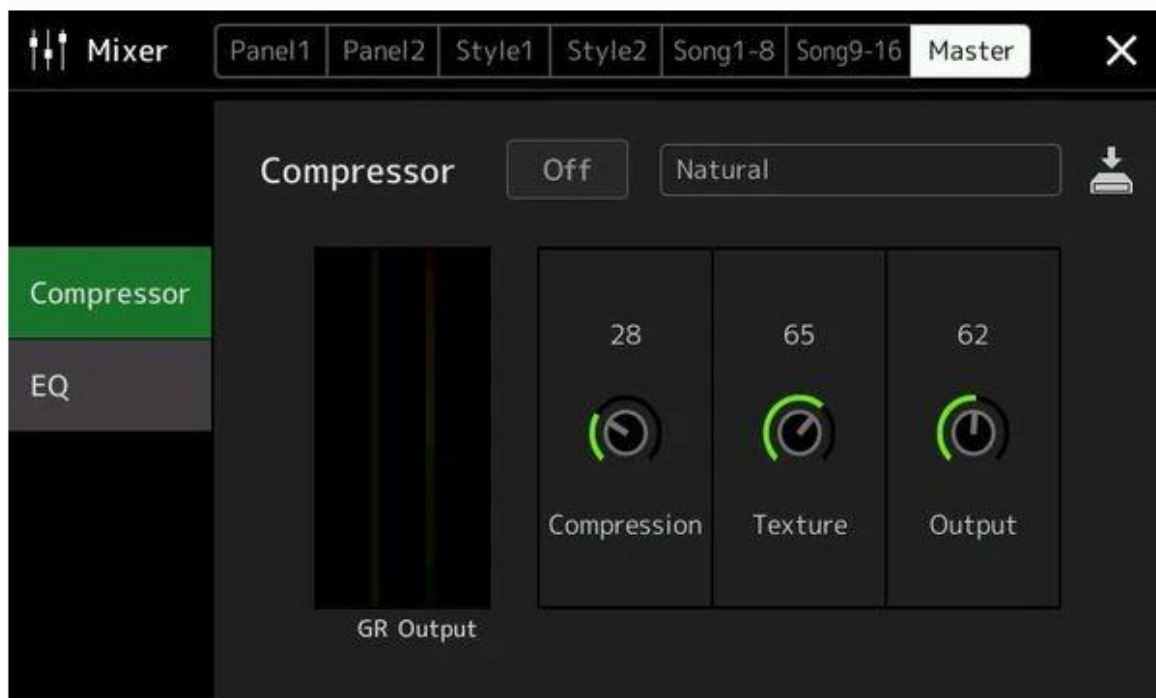 Mixer Panel1 Panel2 Style1 Style2 Song1-8 Song9-16 Master
Compressor Off Natural
Compressor
EQ
28 65 62
Compression Texture Output
GR Output